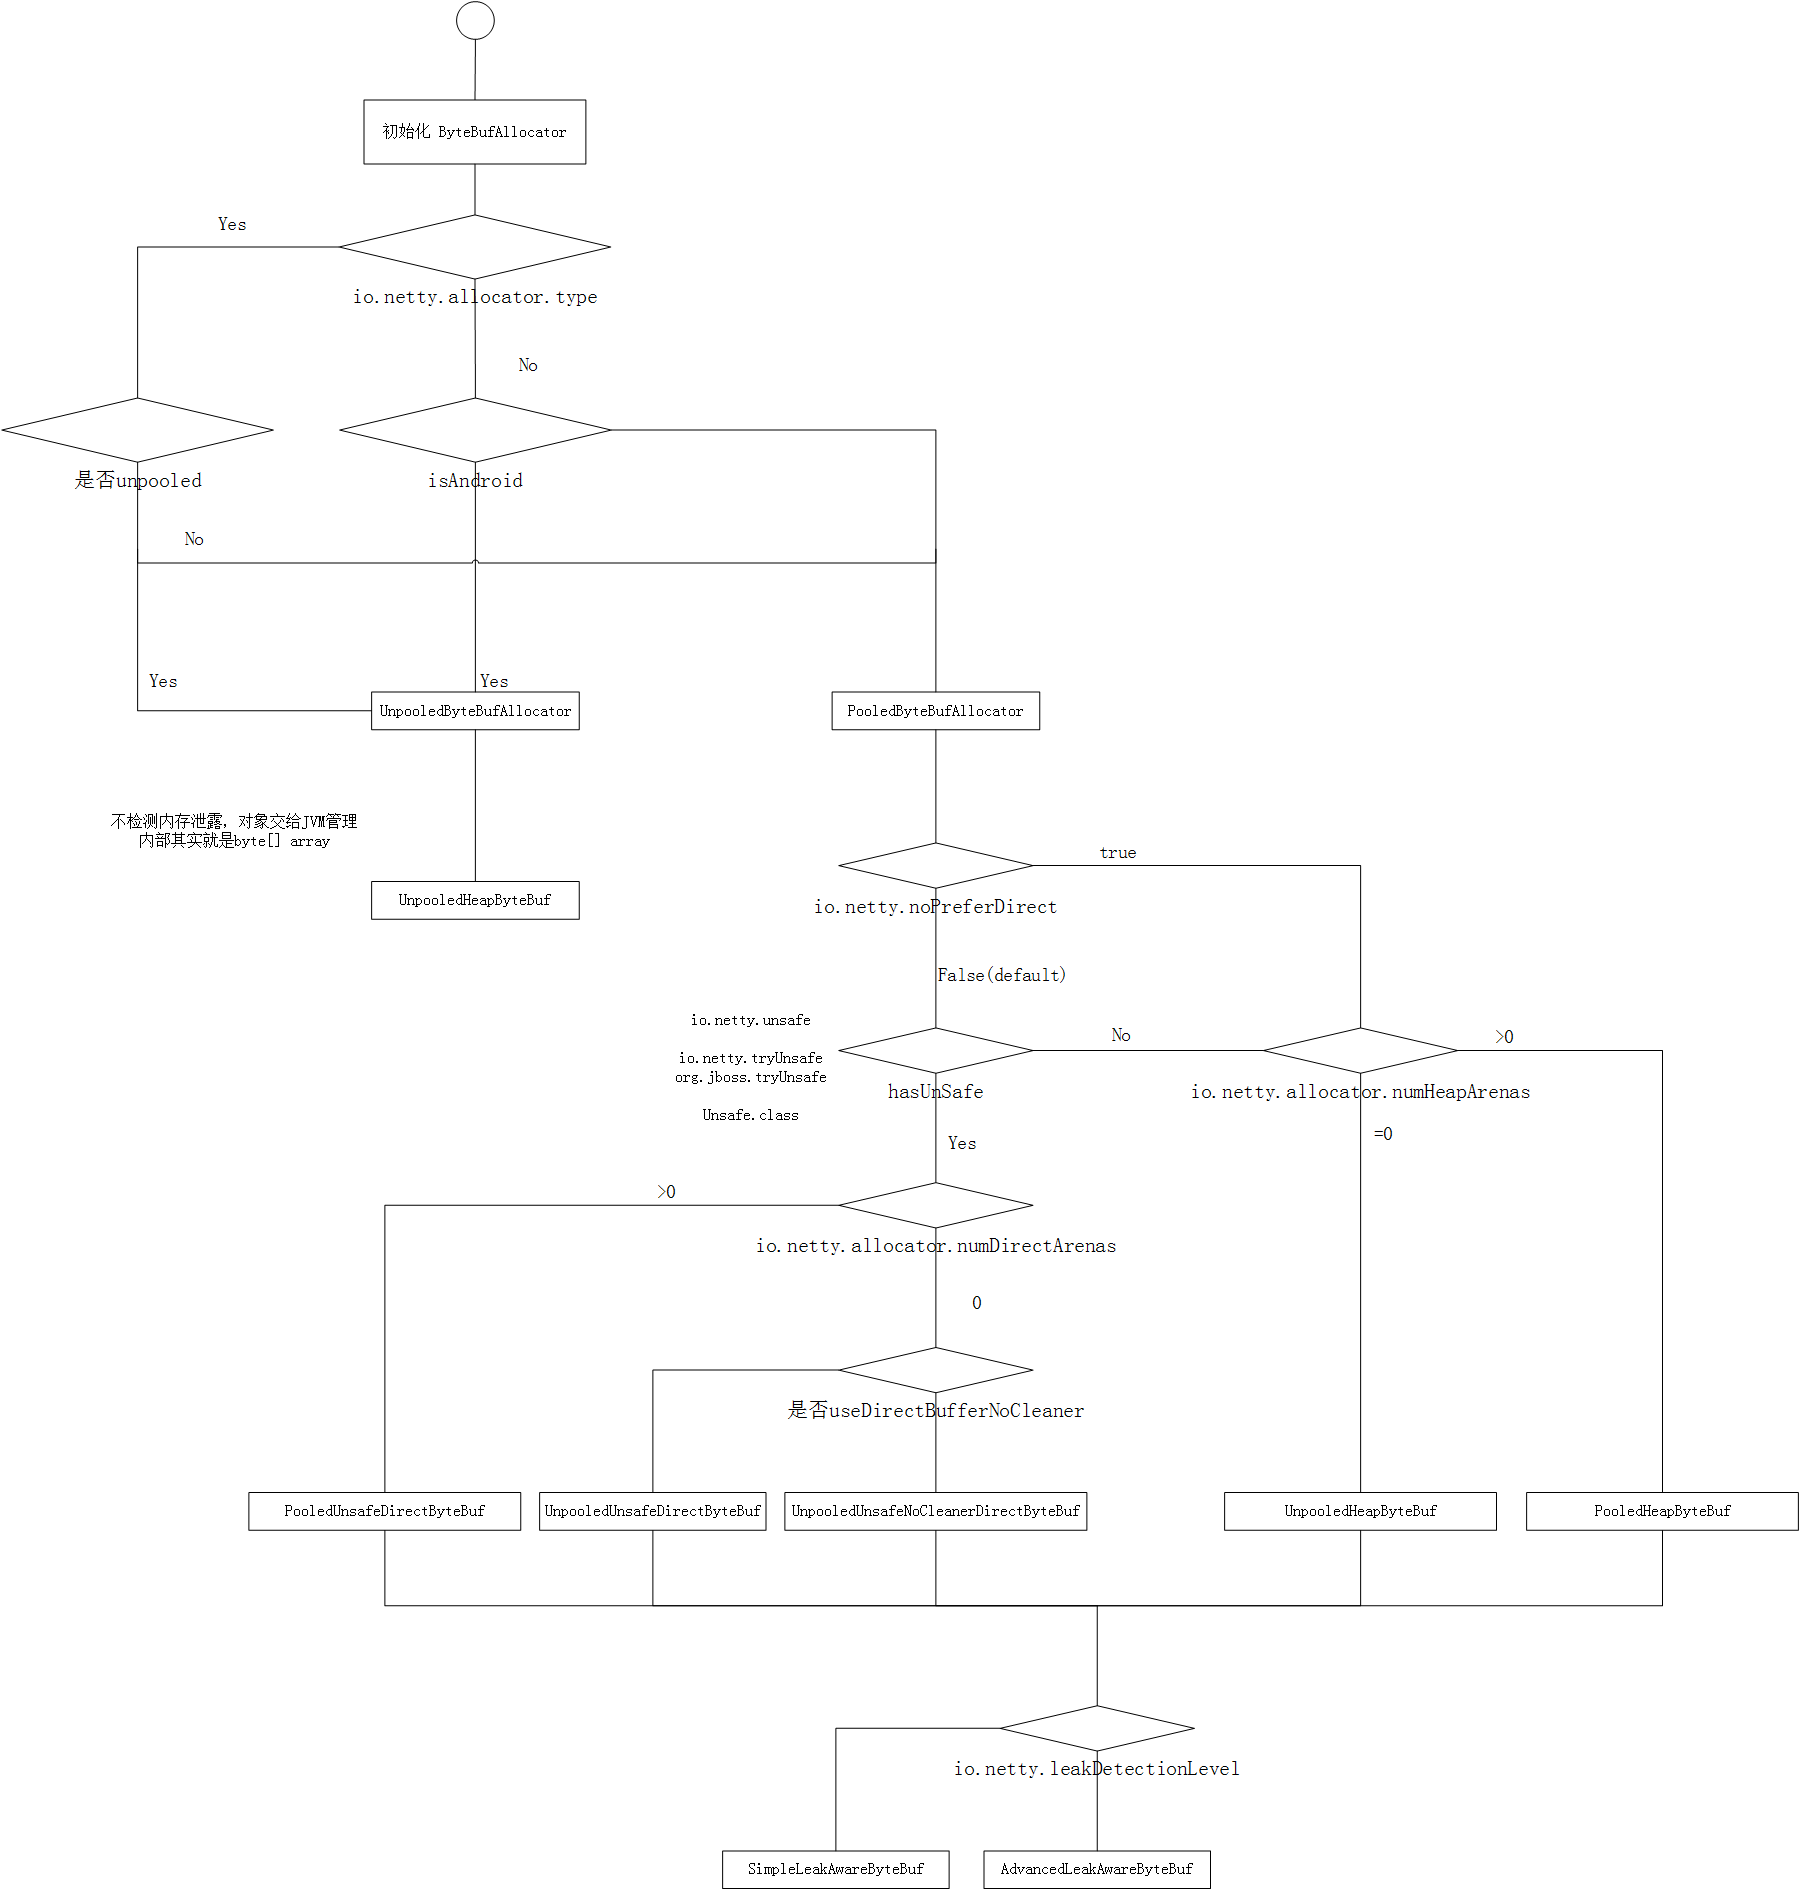 初始化 ByteBufAllocator
Yes
io.netty.allocator.type
No
是否unpooled
isAndroid
No
Yes
Yes
UnpooledByteBufAllocator
PooledByteBufAllocator
不检测内存泄露，对象交给JVM管理
内部其实就是byte[] array
true
UnpooledHeapByteBuf
io.netty.noPreferDirect
False(default)
io.netty.unsafe
No
>0
io.netty.tryUnsafe
org.jboss.tryUnsafe
hasUnSafe
io.netty.allocator.numHeapArenas
Unsafe.class
=0
Yes
>0
io.netty.allocator.numDirectArenas
0
是否useDirectBufferNoCleaner
PooledUnsafeDirectByteBuf
UnpooledUnsafeDirectByteBuf
UnpooledUnsafeNoCleanerDirectByteBuf
UnpooledHeapByteBuf
PooledHeapByteBuf
io.netty.leakDetectionLevel
SimpleLeakAwareByteBuf
AdvancedLeakAwareByteBuf